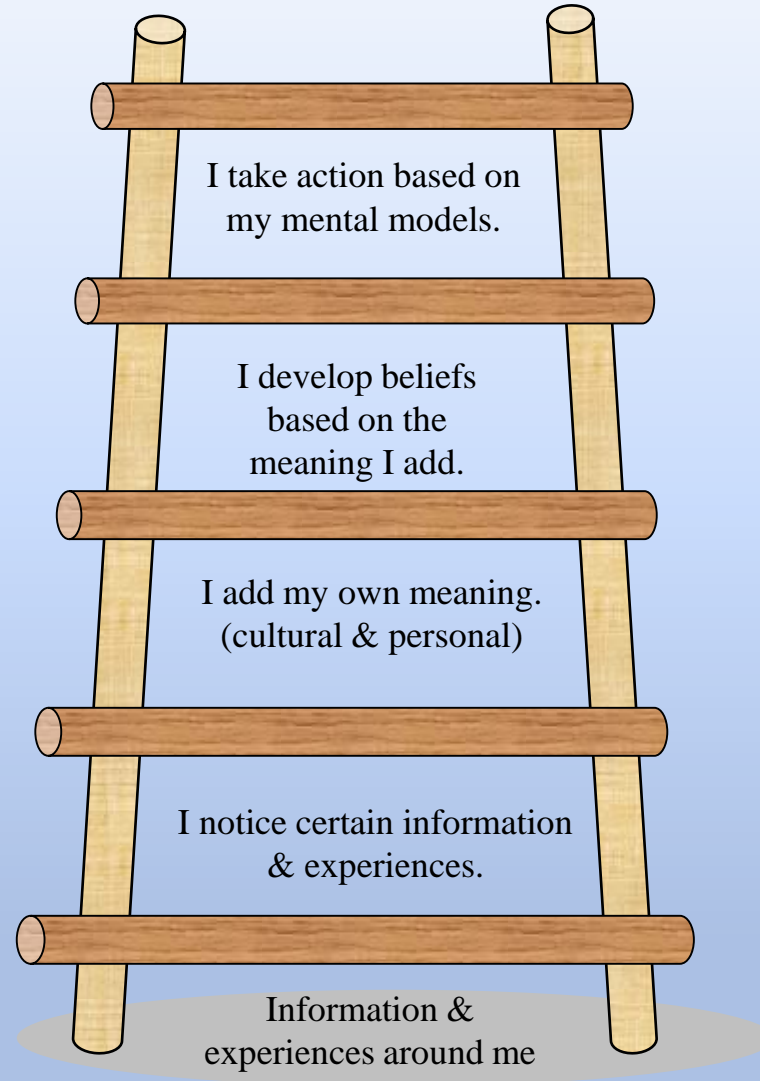 I take action based on
my mental models.
I develop beliefs
based on the
meaning I add.
I add my own meaning.
(cultural & personal)
I notice certain information
& experiences.
Information &
experiences around me